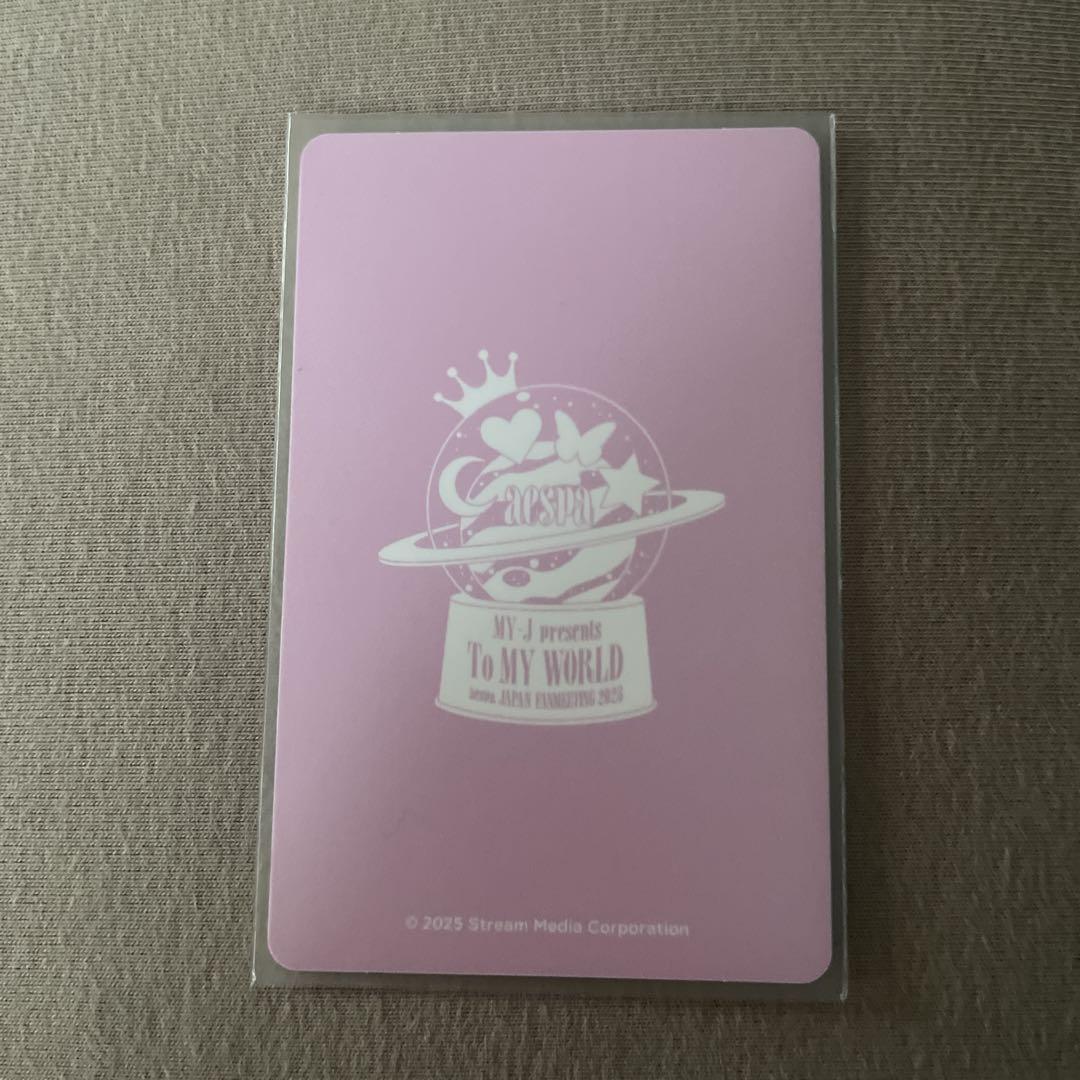 aespa
MY-J presents
To MY WORLD
aespa JAPAN FANMEETING 2025
© 2025 Stream Media Corporation